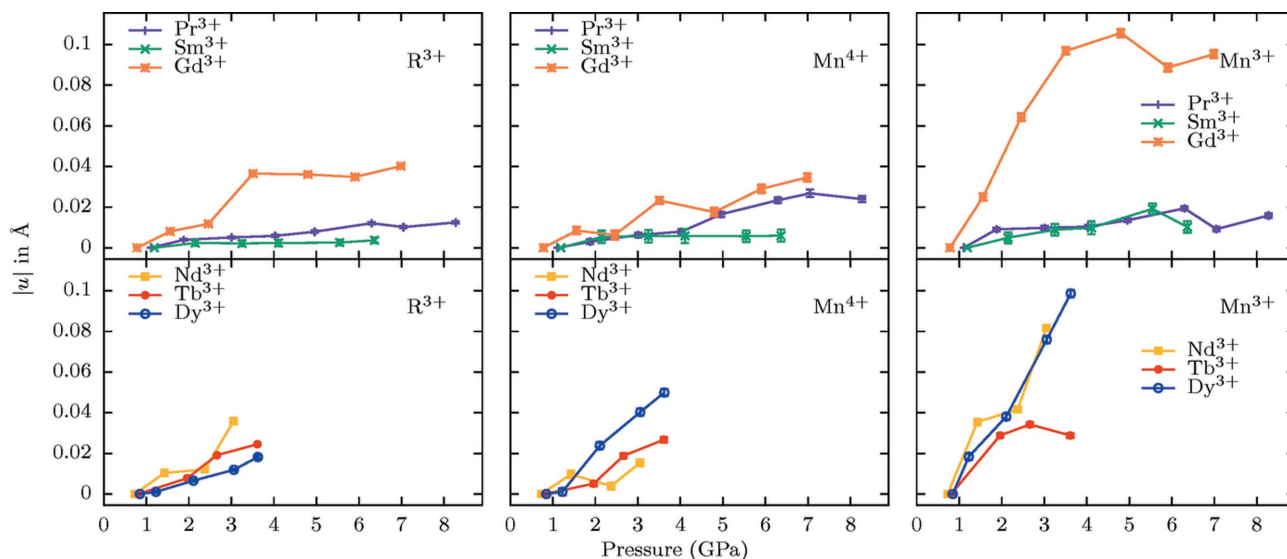 Pr³⁺
Sm³⁺
Gd³⁺
R³⁺
Pr³⁺
Sm³⁺
Gd³⁺
Mn⁴⁺
Mn³⁺
Pr³⁺
Sm³⁺
Gd³⁺
0.1
0.08
0.06
0.04
0.02
0
|u| in Å
Nd³⁺
Tb³⁺
Dy³⁺
R³⁺
Nd³⁺
Tb³⁺
Dy³⁺
Mn⁴⁺
Mn³⁺
Nd³⁺
Tb³⁺
Dy³⁺
0.1
0.08
0.06
0.04
0.02
0
0 1 2 3 4 5 6 7 8
0 1 2 3 4 5 6 7 8
0 1 2 3 4 5 6 7 8
Pressure (GPa)